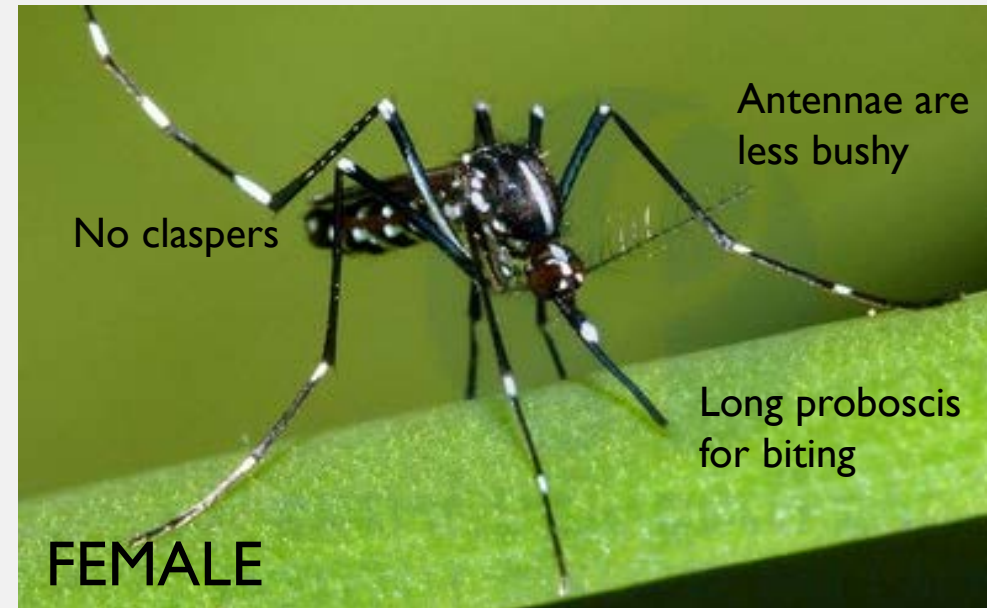 Antennae are
less bushy
No claspers
Long proboscis
for biting
FEMALE